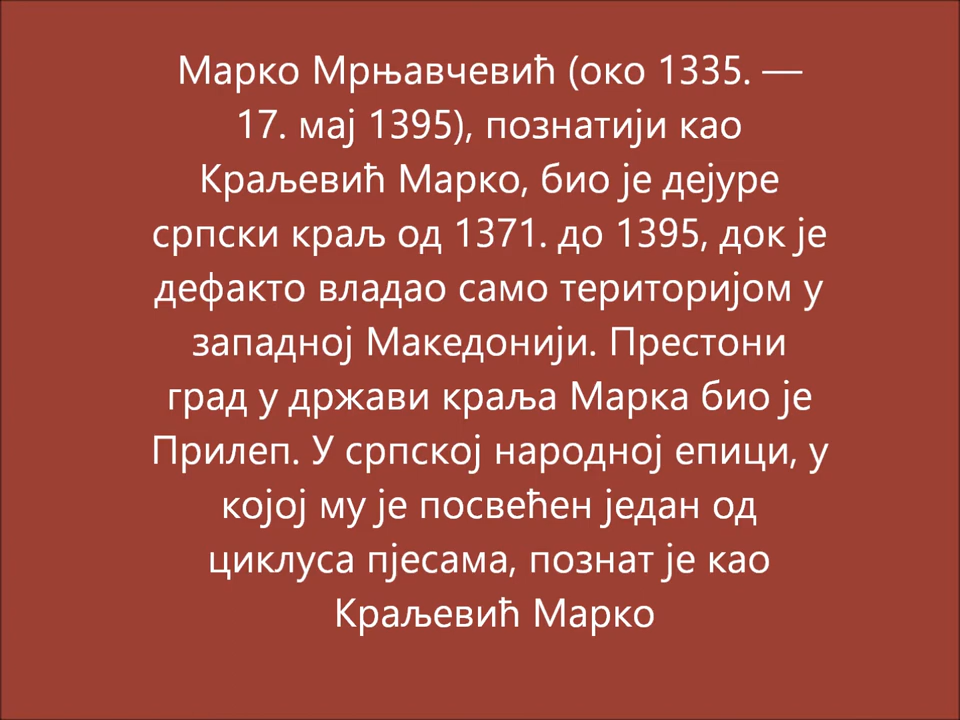 Марко Мрњавчевић (око 1335. —
17. мај 1395), познатији као
Краљевић Марко, био је дејуре
српски краљ од 1371. до 1395, док је
дефакто владао само територијом у
западној Македонији. Престони
град у држави краља Марка био је
Прилеп. У српској народној епици, у
којој му је посвећен један од
циклуса пјесама, познат је као
Краљевић Марко